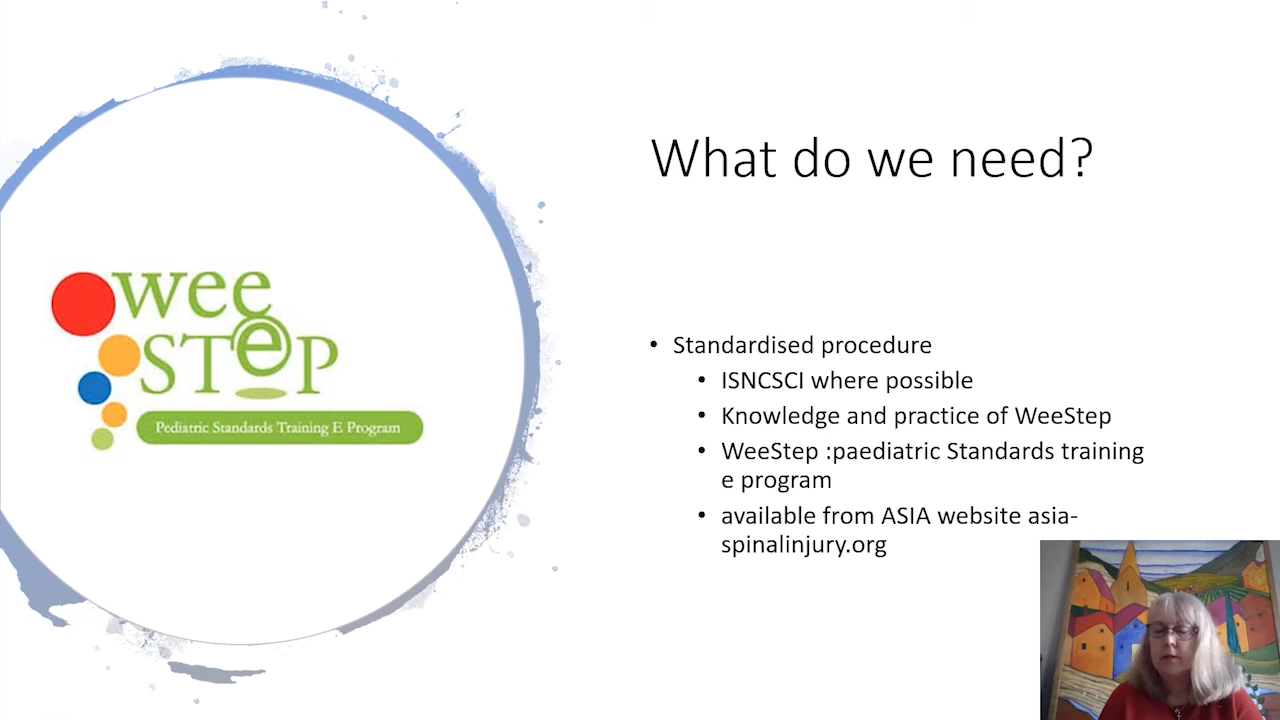 What do we need?
wee
STeP
Pediatric Standards Training E Program
• Standardised procedure
• ISNCSCI where possible
• Knowledge and practice of WeeStep
• WeeStep :paediatric Standards training
e program
• available from ASIA website asia-
spinalinjury.org